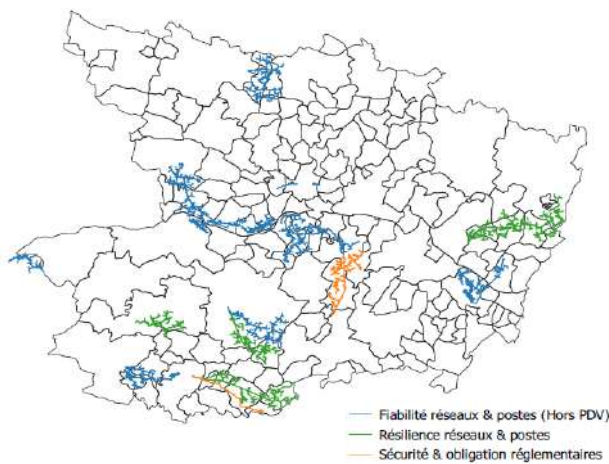 Fiabilité réseaux & postes (Hors PDV)
Résilience réseaux & postes
Sécurité & obligation réglementaires